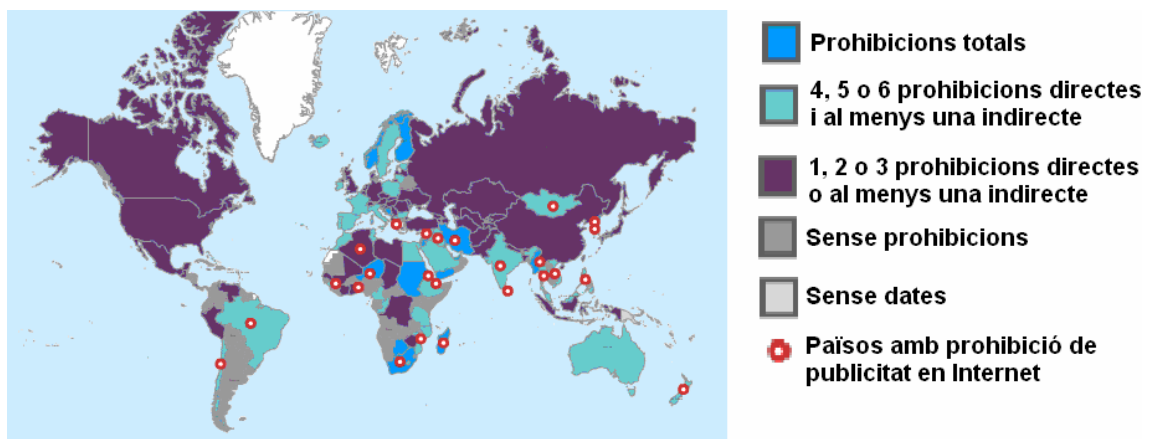 Prohibicions totals
4, 5 o 6 prohibicions directes
i al menys una indirecte
1, 2 o 3 prohibicions directes
o al menys una indirecte
Sense prohibicions
Sense dates
Països amb prohibició de
publicitat en Internet